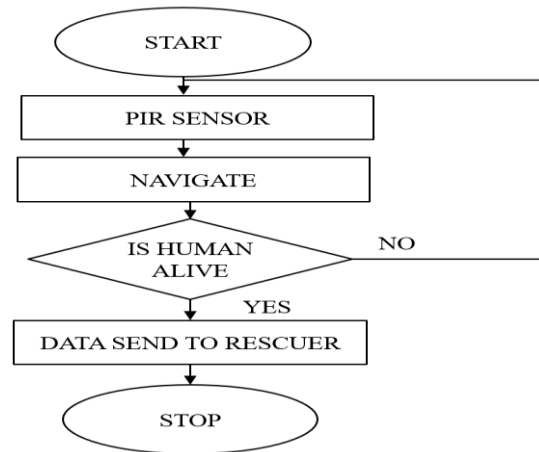 START
PIR SENSOR
NAVIGATE
IS HUMAN
ALIVE
NO
YES
DATA SEND TO RESCUER
STOP